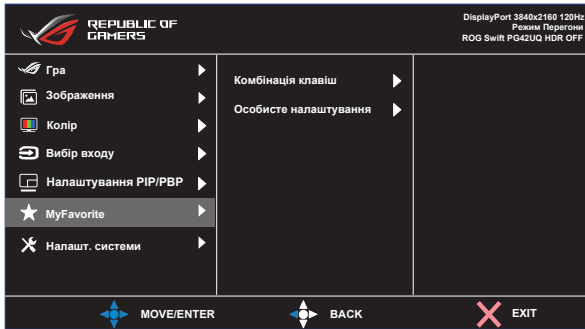 REPUBLIC OF
GAMERS
DisplayPort 3840x2160 120Hz
Режим Перегони
ROG Swift PG42UQ HDR OFF
Гра
Зображення
Колір
Вибір входу
Налаштування PIP/PBP
MyFavorite
Налашт. системи
Комбінація клавіш
Особисте налаштування
MOVE/ENTER
BACK
EXIT